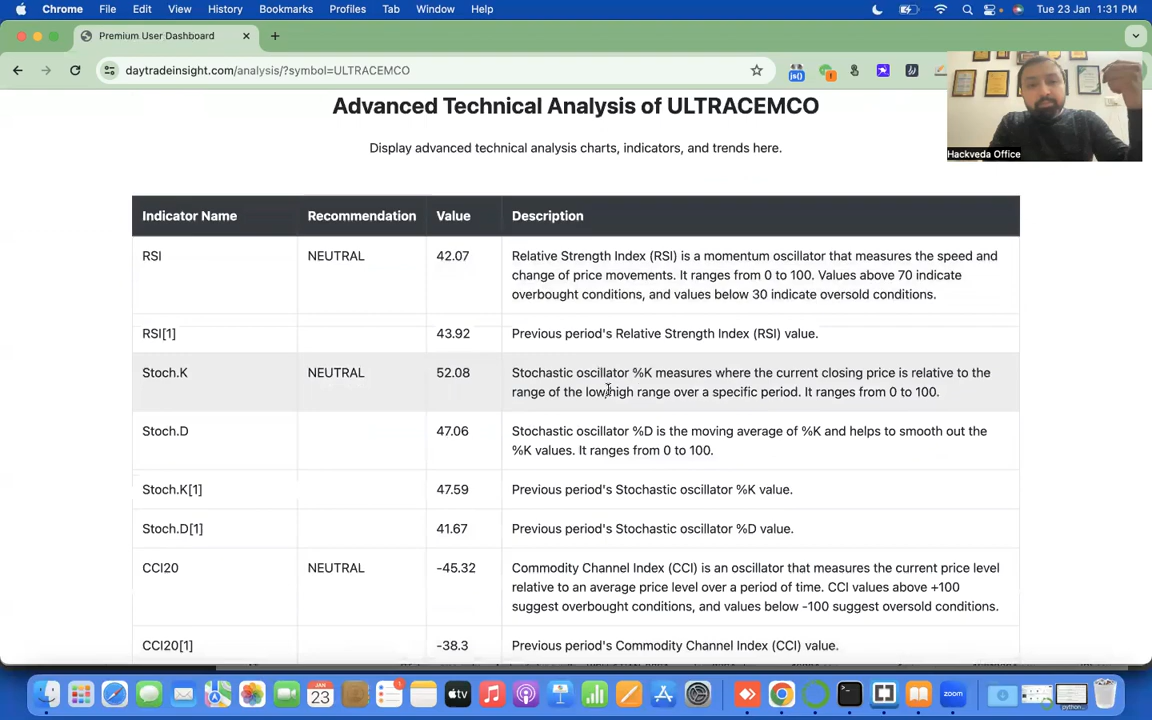 Chrome File Edit View History Bookmarks Profiles Tab Window Help Tue 23 Jan 1:31 PM
Premium User Dashboard
daytradeinsight.com/analysis/?symbol=ULTRACEMCO
Hackveda Office
Advanced Technical Analysis of ULTRACEMCO
Display advanced technical analysis charts, indicators, and trends here.
Indicator Name Recommendation Value Description
RSI NEUTRAL 42.07 Relative Strength Index (RSI) is a momentum oscillator that measures the speed and
change of price movements. It ranges from 0 to 100. Values above 70 indicate
overbought conditions, and values below 30 indicate oversold conditions.
RSI[1] 43.92 Previous period's Relative Strength Index (RSI) value.
Stoch.K NEUTRAL 52.08 Stochastic oscillator %K measures where the current closing price is relative to the
range of the low/high range over a specific period. It ranges from 0 to 100.
Stoch.D 47.06 Stochastic oscillator %D is the moving average of %K and helps to smooth out the
%K values. It ranges from 0 to 100.
Stoch.K[1] 47.59 Previous period's Stochastic oscillator %K value.
Stoch.D[1] 41.67 Previous period's Stochastic oscillator %D value.
CCI20 NEUTRAL -45.32 Commodity Channel Index (CCI) is an oscillator that measures the current price level
relative to an average price level over a period of time. CCI values above +100
suggest overbought conditions, and values below -100 suggest oversold conditions.
CCI20[1] -38.3 Previous period's Commodity Channel Index (CCI) value.
JAN
23
1
tv
zoom
python